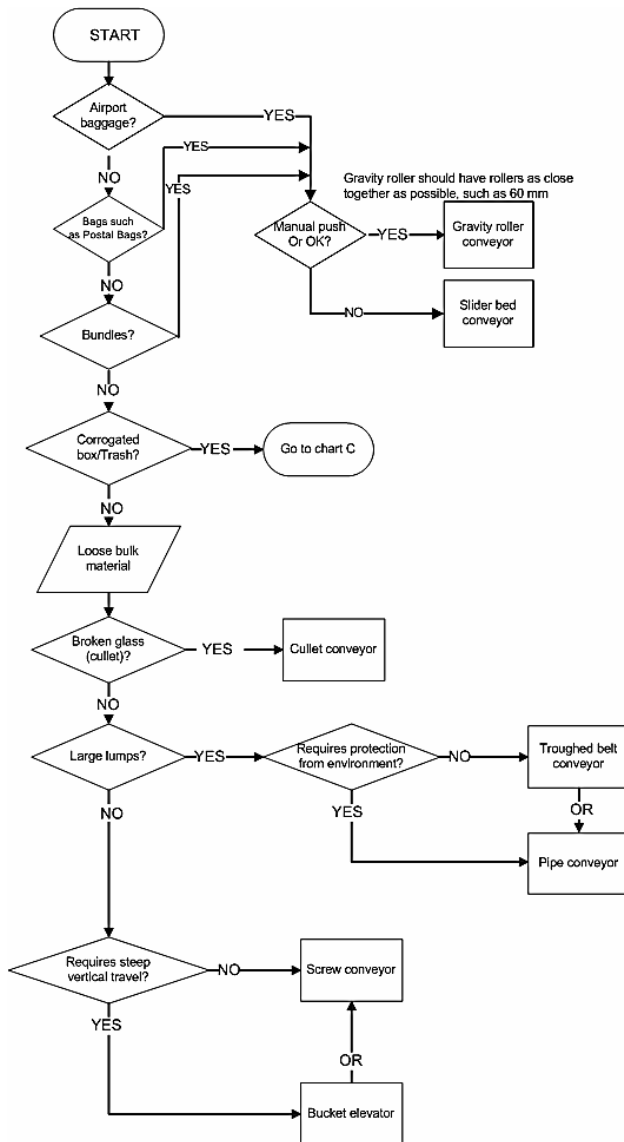 START
Airport
baggage?
YES
YES
NO
YES
Gravity roller should have rollers as close
together as possible, such as 60 mm
Bags such
as Postal Bags?
Manual push
Or OK?
YES
Gravity roller
conveyor
NO
NO
Slider bed
conveyor
Bundles?
NO
Corrogated
box/Trash?
YES
Go to chart C
NO
Loose bulk
material
Broken glass
(cullet)?
YES
Cullet conveyor
NO
Large lumps?
YES
Requires protection
from environment?
NO
Troughed belt
conveyor
NO
YES
OR
Pipe conveyor
Requires steep
vertical travel?
NO
Screw conveyor
YES
OR
Bucket elevator